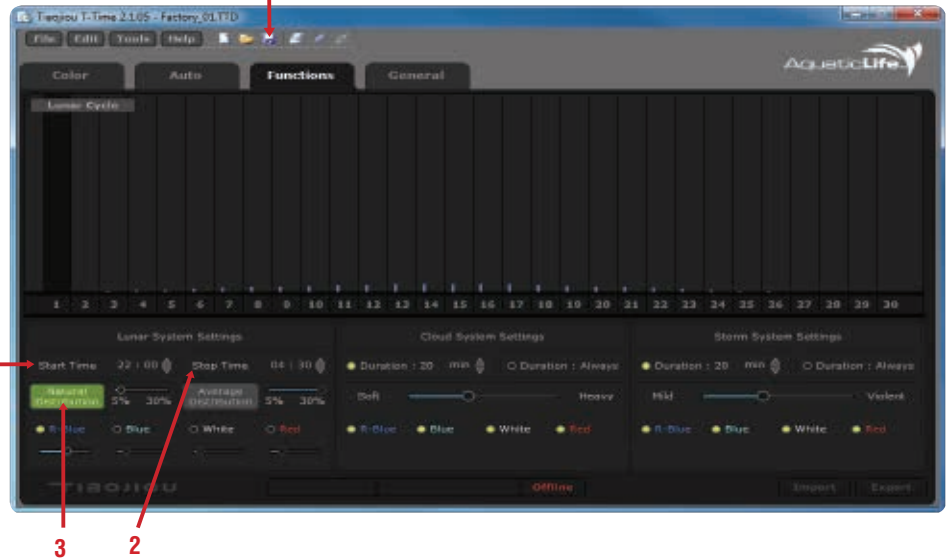 Tiaojiou T-Time 2.1.05 - Factory_01.TTD
File Edit Tools Help
AquaticLife
Color Auto Functions General
Lunar Cycle
1 2 3 4 5 6 7 8 9 10 11 12 13 14 15 16 17 18 19 20 21 22 23 24 25 26 27 28 29 30
Lunar System Settings Cloud System Settings Storm System Settings
Start Time 22 : 00 Stop Time 04 : 30 Duration : 20 min Duration : Always Duration : 20 min Duration : Always
Natural Distribution 5% 30% Average Distribution 5% 30% Soft Heavy Mild Violent
R-Blue Blue White Red R-Blue Blue White Red R-Blue Blue White Red
TIAOJIOU Offline Import Export
3 2